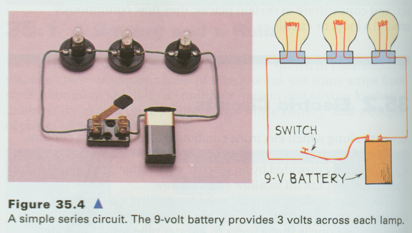 SWITCH
9-V BATTERY
Figure 35.4
A simple series circuit. The 9-volt battery provides 3 volts across each lamp.